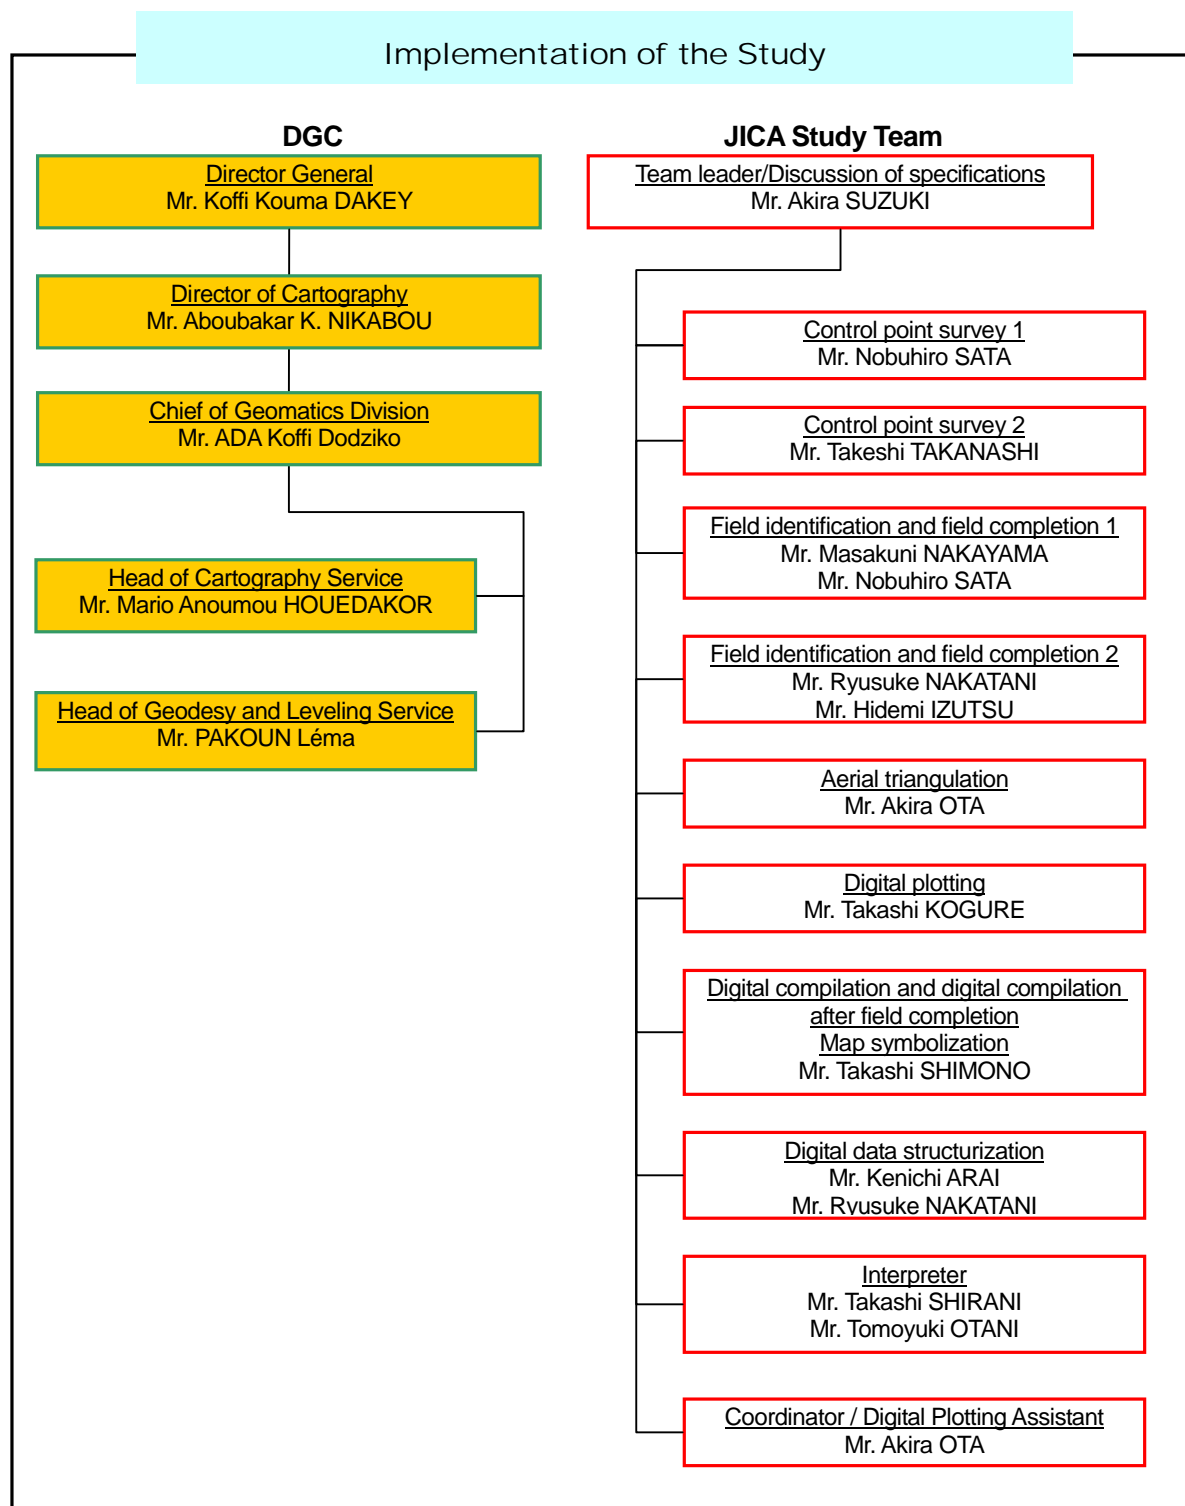 Implementation of the Study
DGC
Director General
Mr. Koffi Kouma DAKEY
Director of Cartography
Mr. Aboubakar K. NIKABOU
Chief of Geomatics Division
Mr. ADA Koffi Dodziko
Head of Cartography Service
Mr. Mario Anoumou HOUEDAKOR
Head of Geodesy and Leveling Service
Mr. PAKOUN Léma
JICA Study Team
Team leader/Discussion of specifications
Mr. Akira SUZUKI
Control point survey 1
Mr. Nobuhiro SATA
Control point survey 2
Mr. Takeshi TAKANASHI
Field identification and field completion 1
Mr. Masakuni NAKAYAMA
Mr. Nobuhiro SATA
Field identification and field completion 2
Mr. Ryusuke NAKATANI
Mr. Hidemi IZUTSU
Aerial triangulation
Mr. Akira OTA
Digital plotting
Mr. Takashi KOGURE
Digital compilation and digital compilation
after field completion
Map symbolization
Mr. Takashi SHIMONO
Digital data structurization
Mr. Kenichi ARAI
Mr. Ryusuke NAKATANI
Interpreter
Mr. Takashi SHIRANI
Mr. Tomoyuki OTANI
Coordinator / Digital Plotting Assistant
Mr. Akira OTA